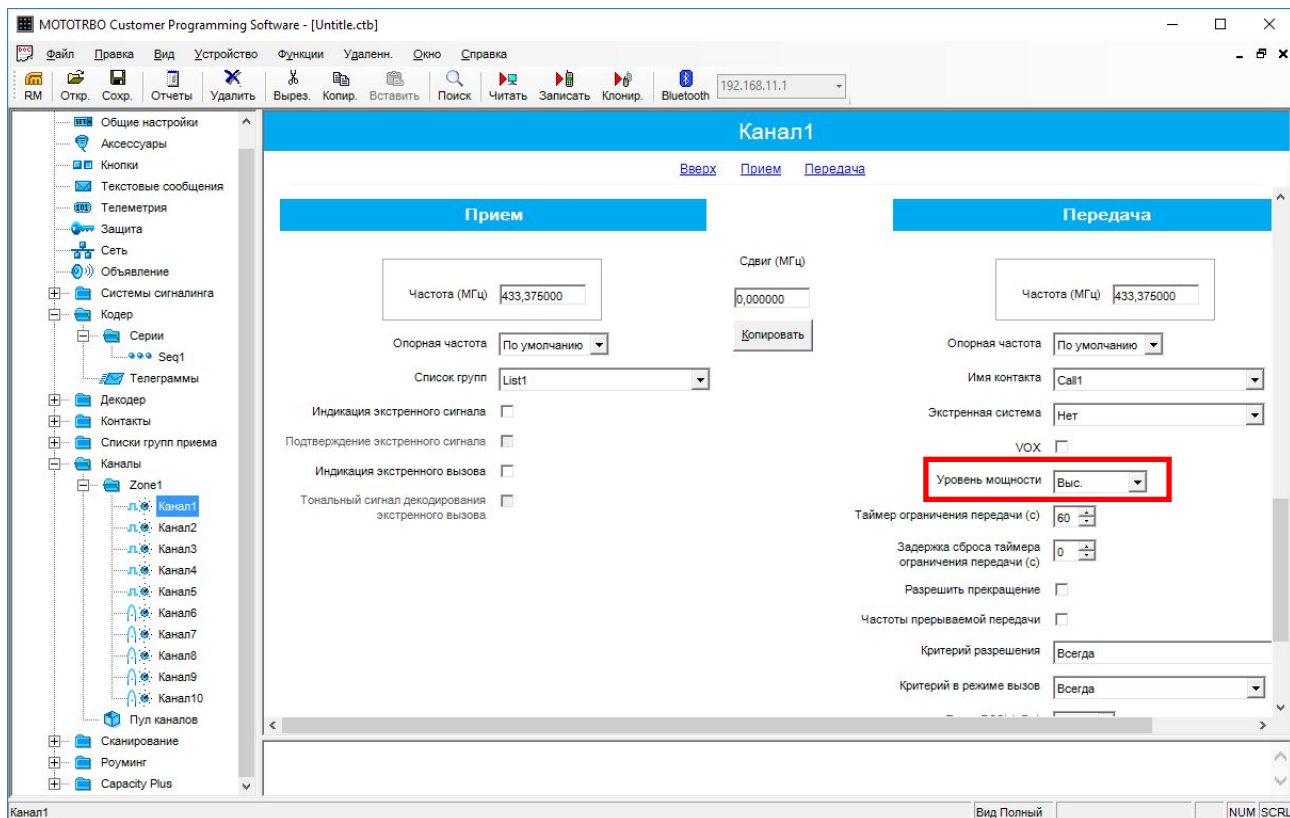 MOTOTRBO Customer Programming Software - [Untitle.ctb]
Файл Правка Вид Устройство Функции Удаленн. Окно Справка
RM Откр. Сохр. Отчеты Удалить Вырез. Копир. Вставить Поиск Читать Записать Клонир. Bluetooth 192.168.11.1
Общие настройки
Аксессуары
Кнопки
Текстовые сообщения
Телеметрия
Защита
Сеть
Объявление
Системы сигналинга
Кодер
Серии
Seq1
Телеграммы
Декодер
Контакты
Списки групп приема
Каналы
Zone1
Канал1
Канал2
Канал3
Канал4
Канал5
Канал6
Канал7
Канал8
Канал9
Канал10
Пул каналов
Сканирование
Роуминг
Capacity Plus
Канал1
Вверх Прием Передача
Прием
Частота (МГц) 433,375000
Опорная частота По умолчанию
Список групп List1
Индикация экстренного сигнала
Подтверждение экстренного сигнала
Индикация экстренного вызова
Тональный сигнал декодирования
экстренного вызова
Сдвиг (МГц)
0,000000
Копировать
Передача
Частота (МГц) 433,375000
Опорная частота По умолчанию
Имя контакта Call1
Экстренная система Нет
VOX
Уровень мощности Выс.
Таймер ограничения передачи (с) 60
Задержка сброса таймера
ограничения передачи (с) 0
Разрешить прекращение
Частоты прерываемой передачи
Критерий разрешения Всегда
Критерий в режиме вызов Всегда
Канал1 Вид Полный NUM SCRL